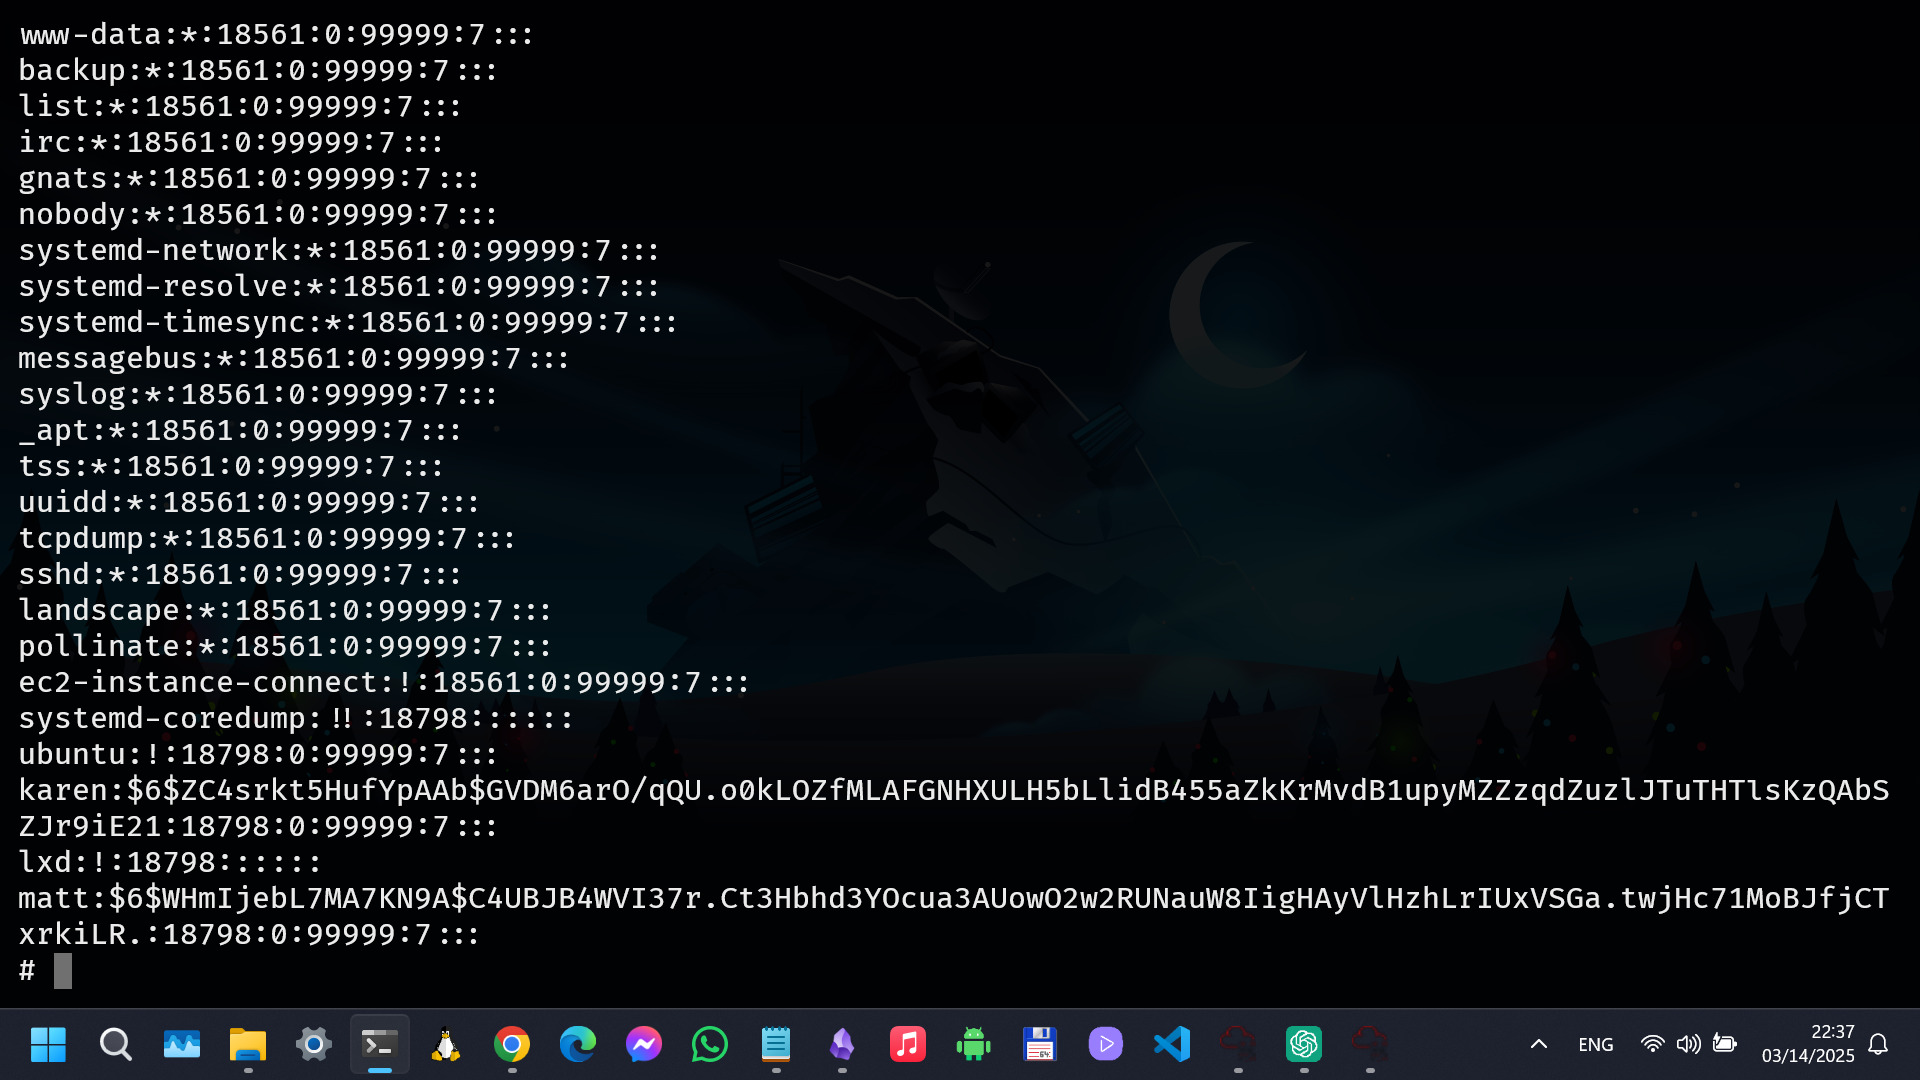 www-data:*:18561:0:99999:7:::
backup:*:18561:0:99999:7:::
list:*:18561:0:99999:7:::
irc:*:18561:0:99999:7:::
gnats:*:18561:0:99999:7:::
nobody:*:18561:0:99999:7:::
systemd-network:*:18561:0:99999:7:::
systemd-resolve:*:18561:0:99999:7:::
systemd-timesync:*:18561:0:99999:7:::
messagebus:*:18561:0:99999:7:::
syslog:*:18561:0:99999:7:::
_apt:*:18561:0:99999:7:::
tss:*:18561:0:99999:7:::
uuidd:*:18561:0:99999:7:::
tcpdump:*:18561:0:99999:7:::
sshd:*:18561:0:99999:7:::
landscape:*:18561:0:99999:7:::
pollinate:*:18561:0:99999:7:::
ec2-instance-connect:!:18561:0:99999:7:::
systemd-coredump:!!:18798::::::
ubuntu:!:18798:0:99999:7:::
karen:$6$ZC4srkt5HufYpAAb$GVDM6arO/qQU.o0kLOZfMLAFGNHXULH5bLlidB455aZkKrMvdB1upyMZZzqdZuzlJTuTHTlsKzQAbS
ZJr9iE21:18798:0:99999:7:::
lxd:!:18798::::::
matt:$6$WHmIjebL7MA7KN9A$C4UBJB4WVI37r.Ct3Hbhd3YOcua3AUowO2w2RUNauW8IigHAyVlHzhLrIUxVSGa.twjHc71MoBJfjCT
xrkiLR.:18798:0:99999:7:::
#
64
ENG
22:37
03/14/2025